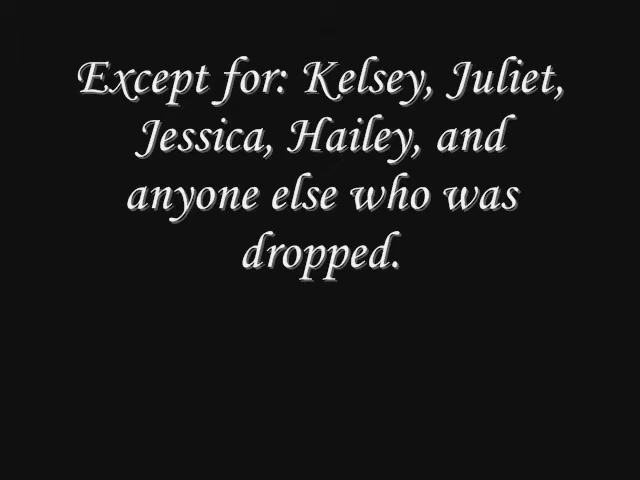 Except for: Kelsey, Juliet,
Jessica, Hailey, and
anyone else who was
dropped.